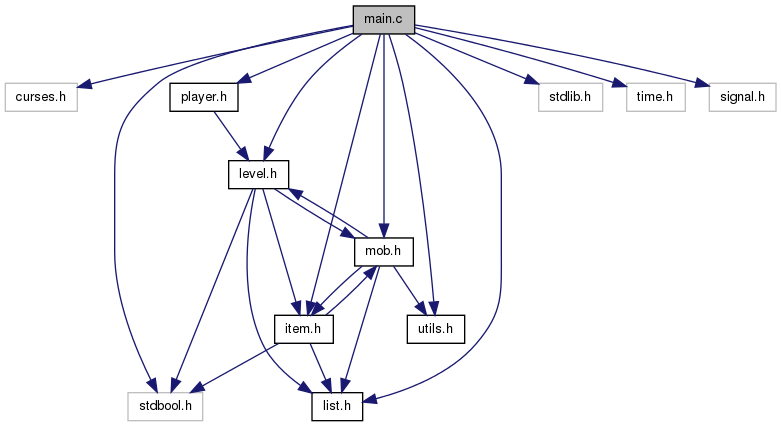 main.c
curses.h
player.h
stdlib.h
time.h
signal.h
level.h
mob.h
item.h
utils.h
stdbool.h
list.h